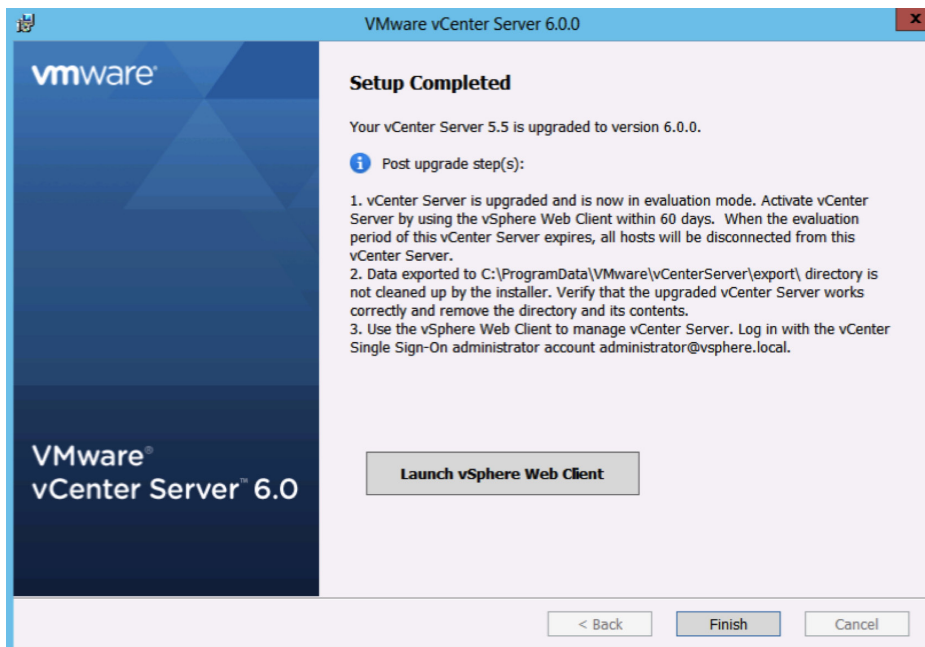 VMware vCenter Server 6.0.0
x
vmware®
Setup Completed
Your vCenter Server 5.5 is upgraded to version 6.0.0.
i Post upgrade step(s):
1. vCenter Server is upgraded and is now in evaluation mode. Activate vCenter
Server by using the vSphere Web Client within 60 days. When the evaluation
period of this vCenter Server expires, all hosts will be disconnected from this
vCenter Server.
2. Data exported to C:\ProgramData\VMware\vCenterServer\export\ directory is
not cleaned up by the installer. Verify that the upgraded vCenter Server works
correctly and remove the directory and its contents.
3. Use the vSphere Web Client to manage vCenter Server. Log in with the vCenter
Single Sign-On administrator account administrator@vsphere.local.
VMware®
vCenter Server™ 6.0
Launch vSphere Web Client
< Back Finish Cancel